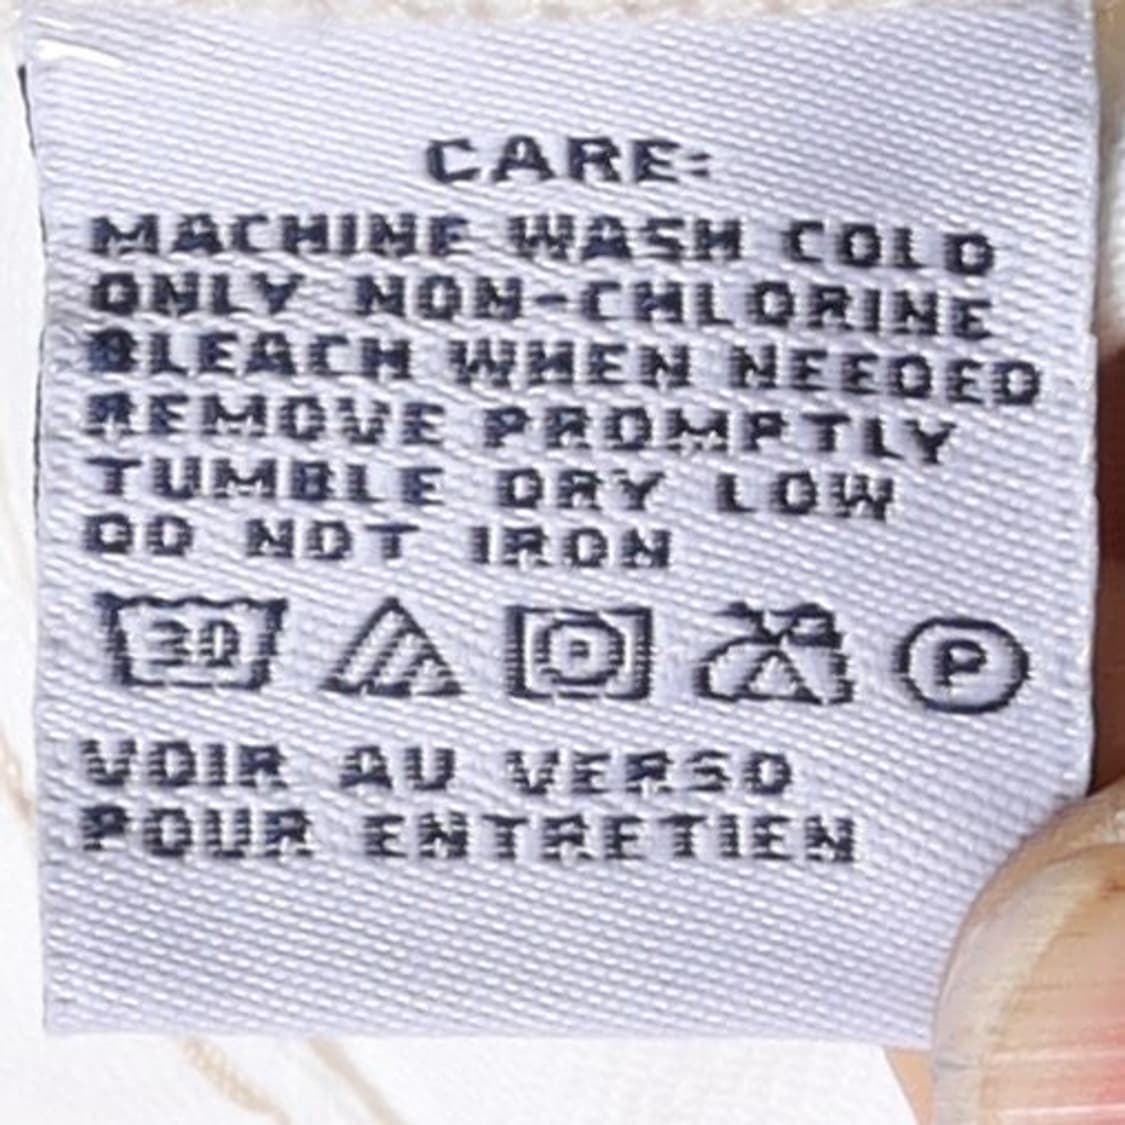 CARE:
MACHINE WASH COLD
ONLY NON-CHLORINE
BLEACH WHEN NEEDED
REMOVE PROMPTLY
TUMBLE DRY LOW
DO NOT IRON
30 P
VOIR AU VERSO
POUR ENTRETIEN